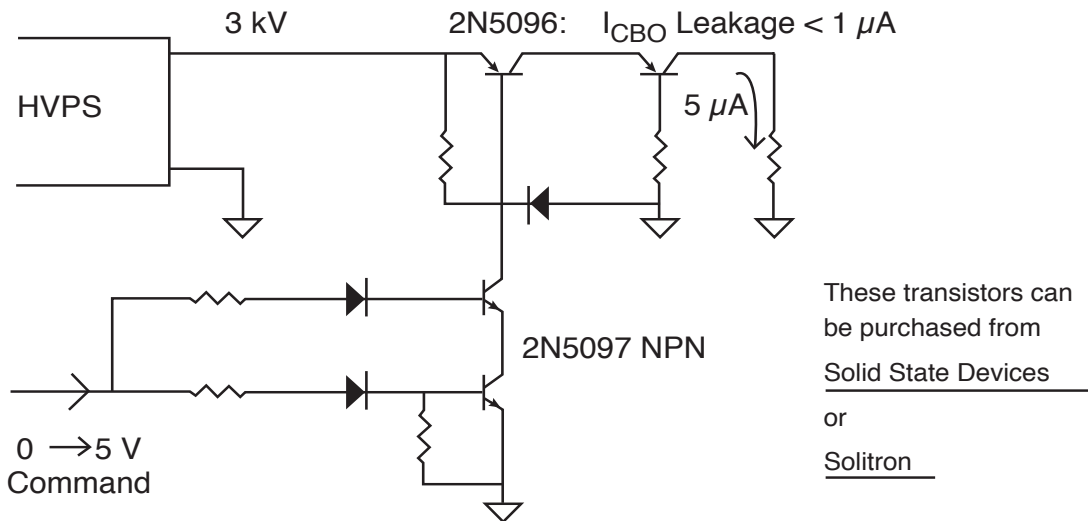 3 kV
2N5096: I_CBO Leakage < 1 µA
HVPS
5 µA
2N5097 NPN
0 → 5 V
Command
These transistors can
be purchased from
Solid State Devices
or
Solitron